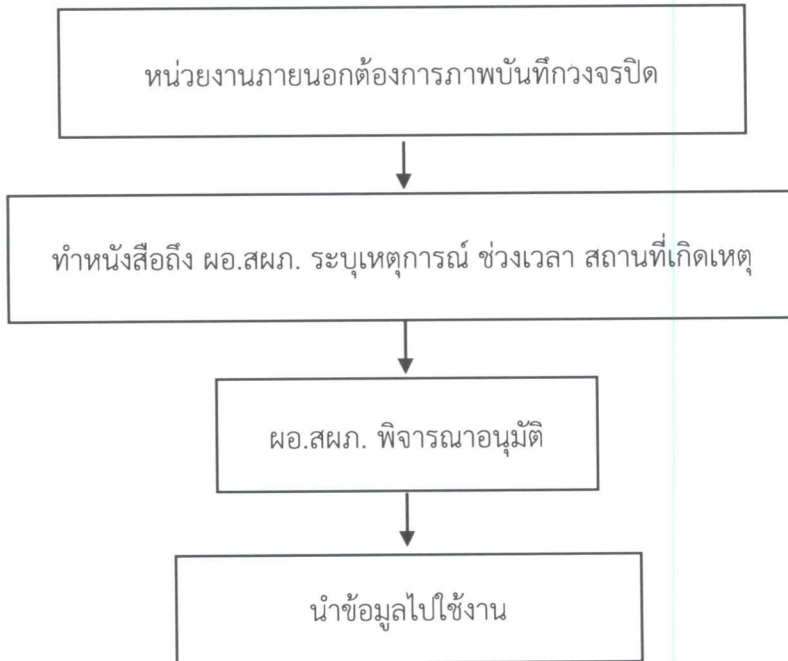 หน่วยงานภายนอกต้องการภาพบันทึกวงจรปิด
ทำหนังสือถึง ผอ.สผภ. ระบุเหตุการณ์ ช่วงเวลา สถานที่เกิดเหตุ
ผอ.สผภ. พิจารณาอนุมัติ
นำข้อมูลไปใช้งาน